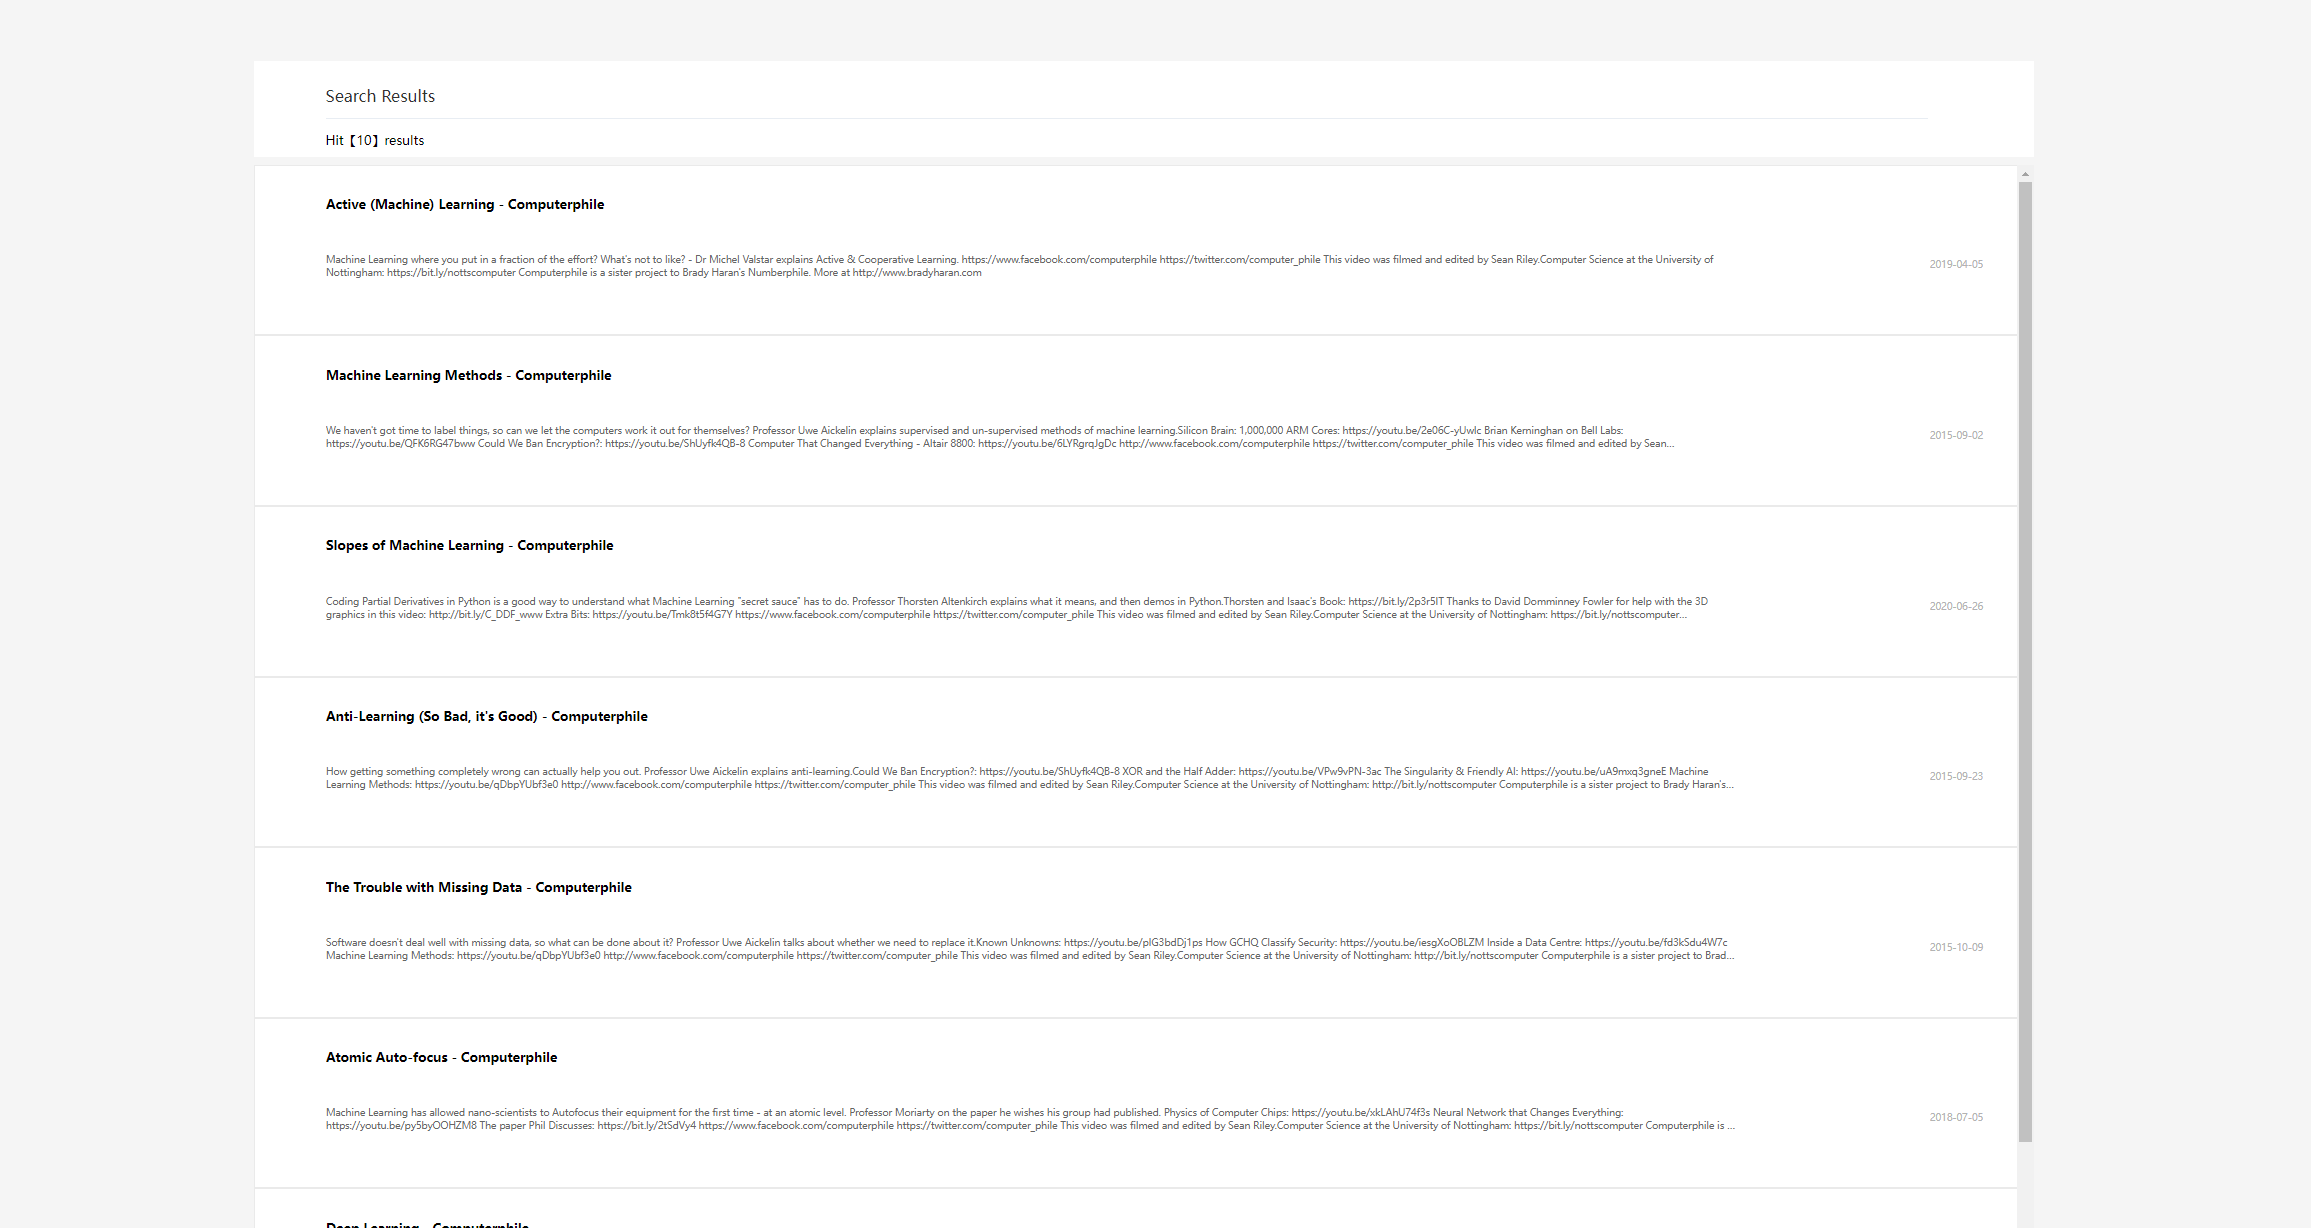 Search Results
Hit【10】results
Active (Machine) Learning - Computerphile
Machine Learning where you put in a fraction of the effort? What's not to like? - Dr Michel Valstar explains Active & Cooperative Learning. https://www.facebook.com/computerphile https://twitter.com/computer_phile This video was filmed and edited by Sean Riley.Computer Science at the University of
Nottingham: https://bit.ly/nottscomputer Computerphile is a sister project to Brady Haran's Numberphile. More at http://www.bradyharan.com
2019-04-05
Machine Learning Methods - Computerphile
We haven't got time to label things, so can we let the computers work it out for themselves? Professor Uwe Aickelin explains supervised and un-supervised methods of machine learning.Silicon Brain: 1,000,000 ARM Cores: https://youtu.be/2e06C-yUwlc Brian Kerninghan on Bell Labs:
https://youtu.be/QFK6RG47bww Could We Ban Encryption?: https://youtu.be/ShUyfk4QB-8 Computer That Changed Everything - Altair 8800: https://youtu.be/6LYRgrqJgDc http://www.facebook.com/computerphile https://twitter.com/computer_phile This video was filmed and edited by Sean...
2015-09-02
Slopes of Machine Learning - Computerphile
Coding Partial Derivatives in Python is a good way to understand what Machine Learning "secret sauce" has to do. Professor Thorsten Altenkirch explains what it means, and then demos in Python.Thorsten and Isaac's Book: https://bit.ly/2p3r5IT Thanks to David Domminney Fowler for help with the 3D
graphics in this video: http://bit.ly/C_DDF_www Extra Bits: https://youtu.be/Tmk8t5f4G7Y https://www.facebook.com/computerphile https://twitter.com/computer_phile This video was filmed and edited by Sean Riley.Computer Science at the University of Nottingham: https://bit.ly/nottscomputer...
2020-06-26
Anti-Learning (So Bad, it's Good) - Computerphile
How getting something completely wrong can actually help you out. Professor Uwe Aickelin explains anti-learning.Could We Ban Encryption?: https://youtu.be/ShUyfk4QB-8 XOR and the Half Adder: https://youtu.be/VPw9vPN-3ac The Singularity & Friendly AI: https://youtu.be/uA9mxq3gneE Machine
Learning Methods: https://youtu.be/qDbpYUbf3e0 http://www.facebook.com/computerphile https://twitter.com/computer_phile This video was filmed and edited by Sean Riley.Computer Science at the University of Nottingham: http://bit.ly/nottscomputer Computerphile is a sister project to Brady Haran's...
2015-09-23
The Trouble with Missing Data - Computerphile
Software doesn't deal well with missing data, so what can be done about it? Professor Uwe Aickelin talks about whether we need to replace it.Known Unknowns: https://youtu.be/plG3bdDj1ps How GCHQ Classify Security: https://youtu.be/iesgXoOBLZM Inside a Data Centre: https://youtu.be/fd3kSdu4W7c
Machine Learning Methods: https://youtu.be/qDbpYUbf3e0 http://www.facebook.com/computerphile https://twitter.com/computer_phile This video was filmed and edited by Sean Riley.Computer Science at the University of Nottingham: http://bit.ly/nottscomputer Computerphile is a sister project to Brad...
2015-10-09
Atomic Auto-focus - Computerphile
Machine Learning has allowed nano-scientists to Autofocus their equipment for the first time - at an atomic level. Professor Moriarty on the paper he wishes his group had published. Physics of Computer Chips: https://youtu.be/xkLAhU74f3s Neural Network that Changes Everything:
https://youtu.be/py5byOOHZM8 The paper Phil Discusses: https://bit.ly/2tSdVy4 https://www.facebook.com/computerphile https://twitter.com/computer_phile This video was filmed and edited by Sean Riley.Computer Science at the University of Nottingham: https://bit.ly/nottscomputer Computerphile is ...
2018-07-05
Deep Learning - Computerphile